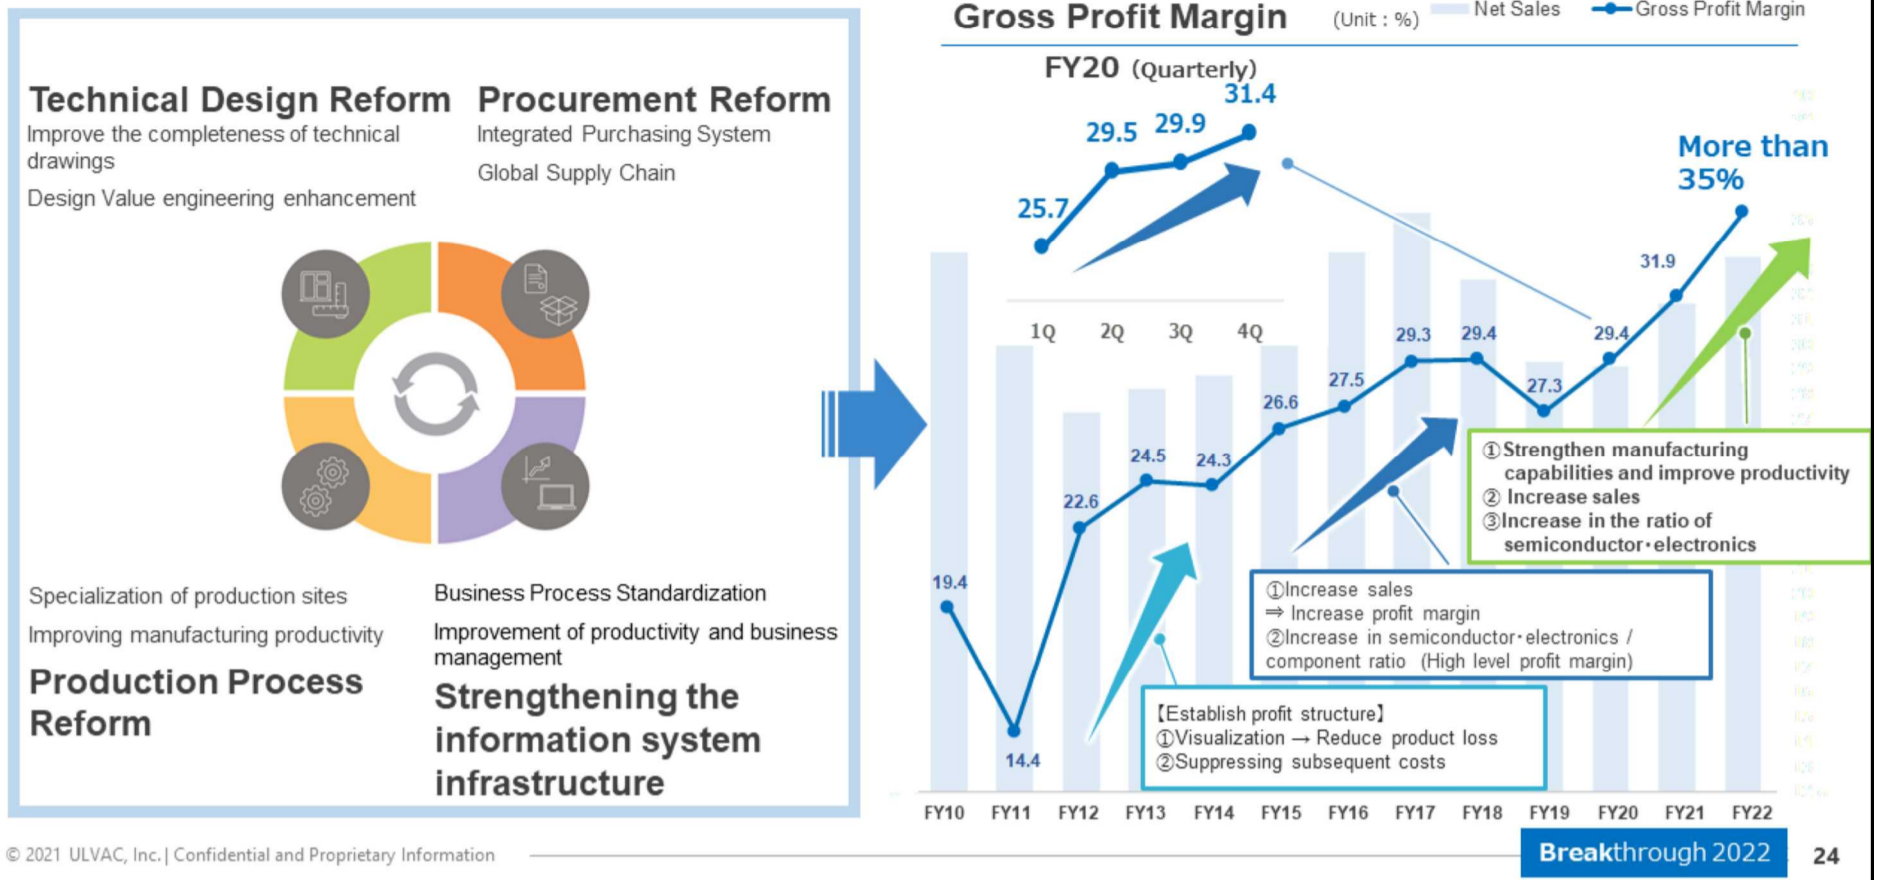 Technical Design Reform
Improve the completeness of technical
drawings
Design Value engineering enhancement
Procurement Reform
Integrated Purchasing System
Global Supply Chain
Specialization of production sites
Improving manufacturing productivity
Production Process
Reform
Business Process Standardization
Improvement of productivity and business
management
Strengthening the
information system
infrastructure
Gross Profit Margin
(Unit : %)
Net Sales
Gross Profit Margin
FY20 (Quarterly)
25.7
29.5
29.9
31.4
1Q
2Q
3Q
4Q
More than
35%
19.4
14.4
22.6
24.5
24.3
26.6
27.5
29.3
29.4
27.3
29.4
31.9
①Strengthen manufacturing
capabilities and improve productivity
② Increase sales
③Increase in the ratio of
semiconductor・electronics
①Increase sales
⇒ Increase profit margin
②Increase in semiconductor・electronics /
component ratio (High level profit margin)
【Establish profit structure】
①Visualization → Reduce product loss
②Suppressing subsequent costs
FY10
FY11
FY12
FY13
FY14
FY15
FY16
FY17
FY18
FY19
FY20
FY21
FY22
© 2021 ULVAC, Inc.| Confidential and Proprietary Information
Breakthrough 2022
24